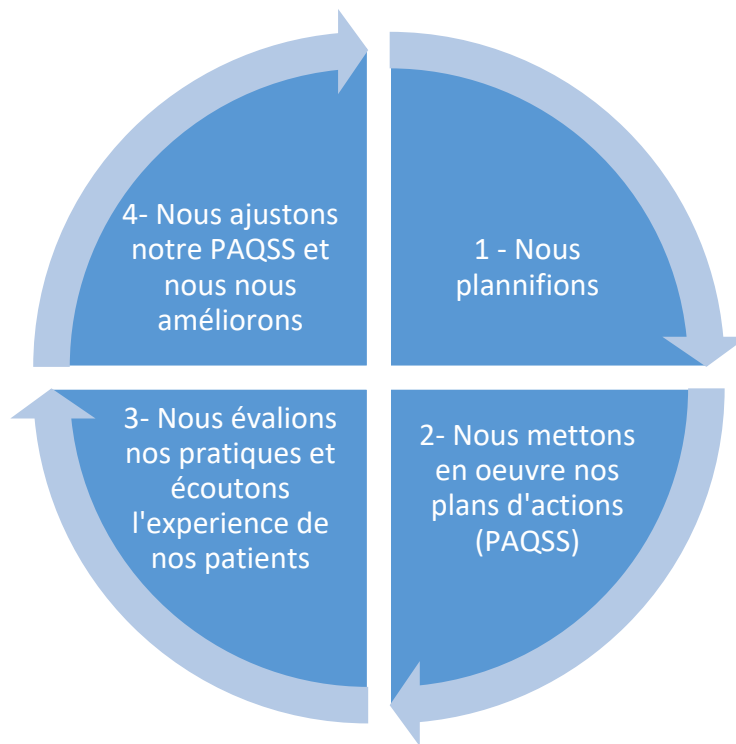 1 - Nous
plannifions
2- Nous mettons
en oeuvre nos
plans d'actions
(PAQSS)
3- Nous évalions
nos pratiques et
écoutons
l'experience de
nos patients
4- Nous ajustons
notre PAQSS et
nous nous
améliorons